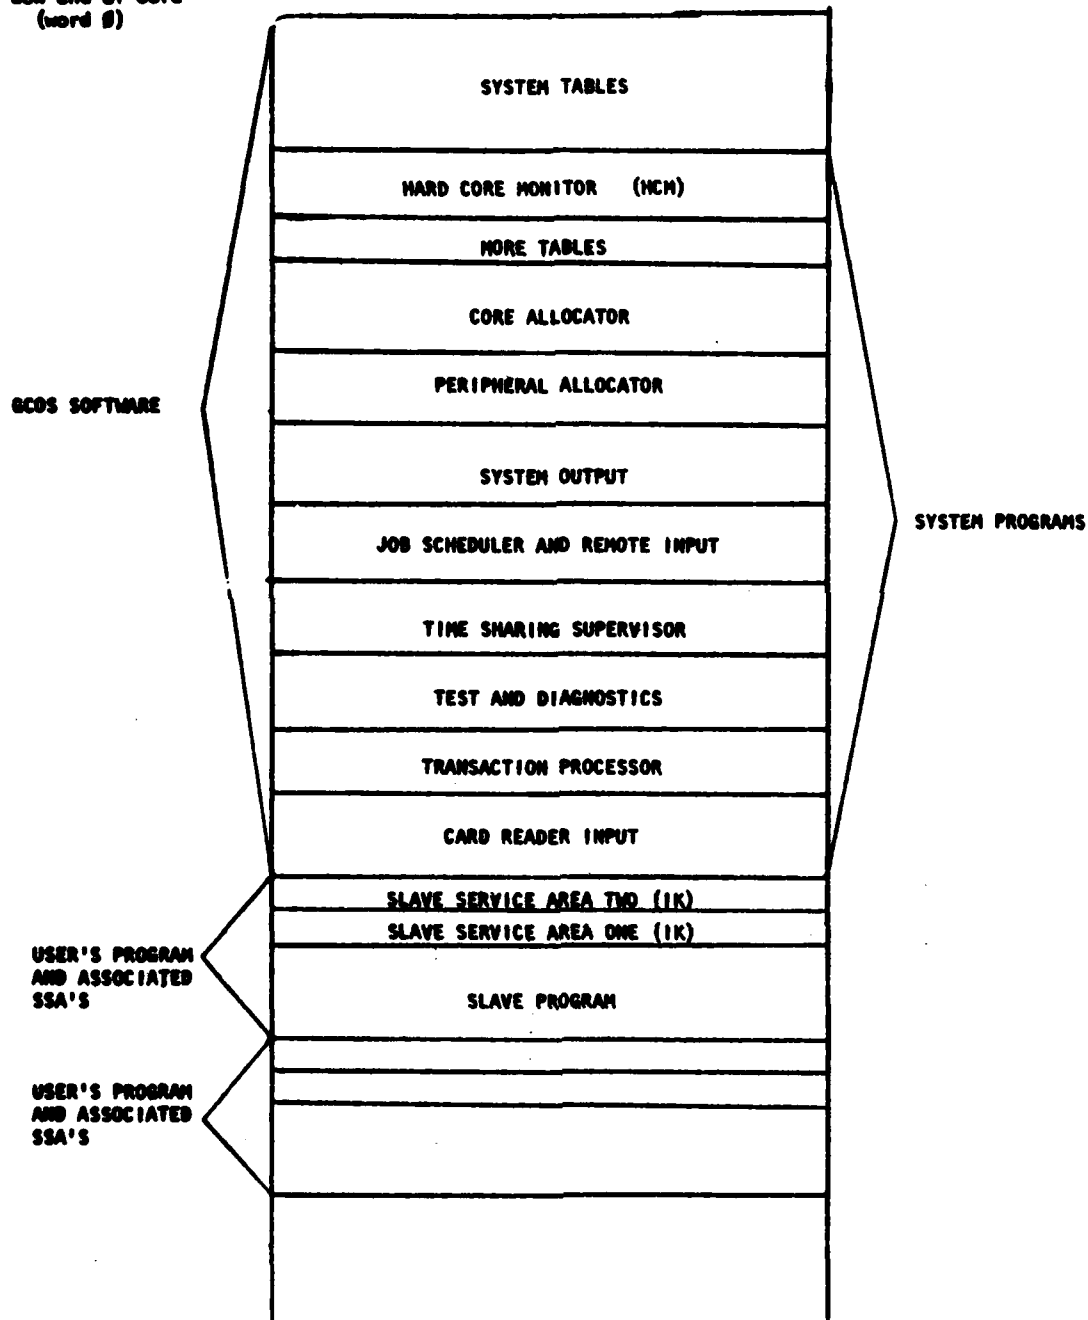 (word Ø)
SYSTEM TABLES
HARD CORE MONITOR (HCM)
MORE TABLES
CORE ALLOCATOR
PERIPHERAL ALLOCATOR
GCOS SOFTWARE
SYSTEM OUTPUT
SYSTEM PROGRAMS
JOB SCHEDULER AND REMOTE INPUT
TIME SHARING SUPERVISOR
TEST AND DIAGNOSTICS
TRANSACTION PROCESSOR
CARD READER INPUT
SLAVE SERVICE AREA TWO (1K)
SLAVE SERVICE AREA ONE (1K)
USER'S PROGRAM
AND ASSOCIATED
SSA'S
SLAVE PROGRAM
USER'S PROGRAM
AND ASSOCIATED
SSA'S